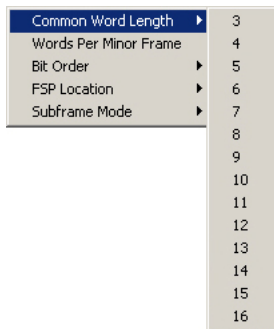 Common Word Length
Words Per Minor Frame
Bit Order
FSP Location
Subframe Mode
3
4
5
6
7
8
9
10
11
12
13
14
15
16